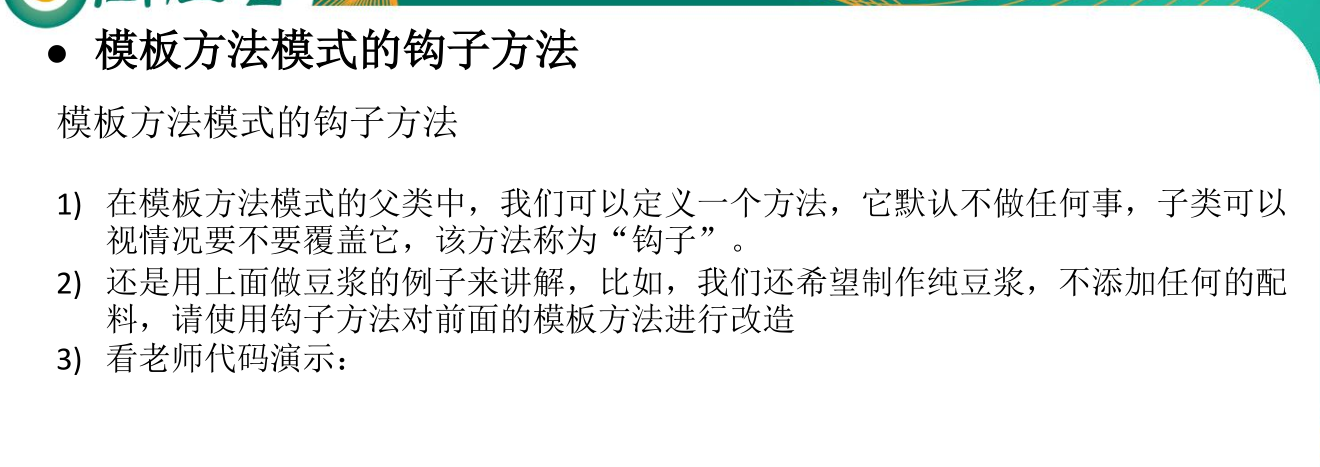 ● 模板方法模式的钩子方法
模板方法模式的钩子方法
1) 在模板方法模式的父类中，我们可以定义一个方法，它默认不做任何事，子类可以
视情况要不要覆盖它，该方法称为“钩子”。
2) 还是用上面做豆浆的例子来讲解，比如，我们还希望制作纯豆浆，不添加任何的配
料，请使用钩子方法对前面的模板方法进行改造
3) 看老师代码演示：